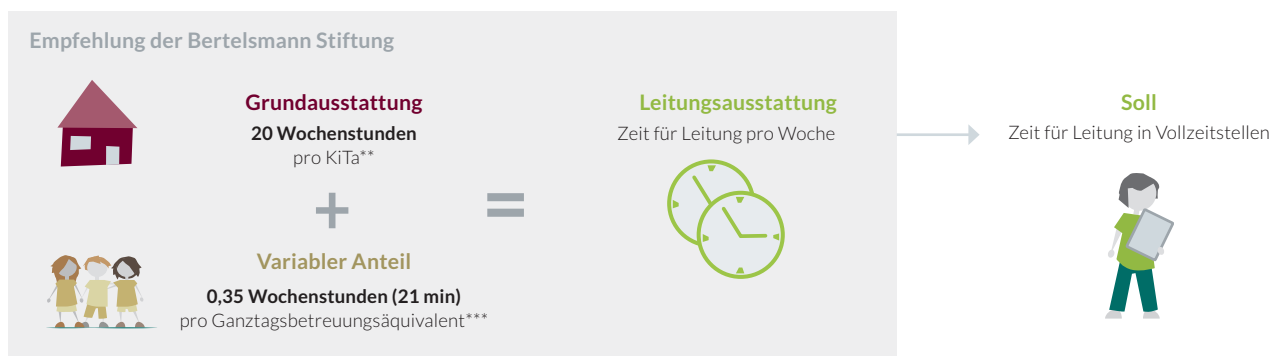 Empfehlung der Bertelsmann Stiftung
Grundausstattung
20 Wochenstunden
pro KiTa**
+
Variabler Anteil
0,35 Wochenstunden (21 min)
pro Ganztagsbetreuungsäquivalent***
=
Leitungsausstattung
Zeit für Leitung pro Woche
Soll
Zeit für Leitung in Vollzeitstellen